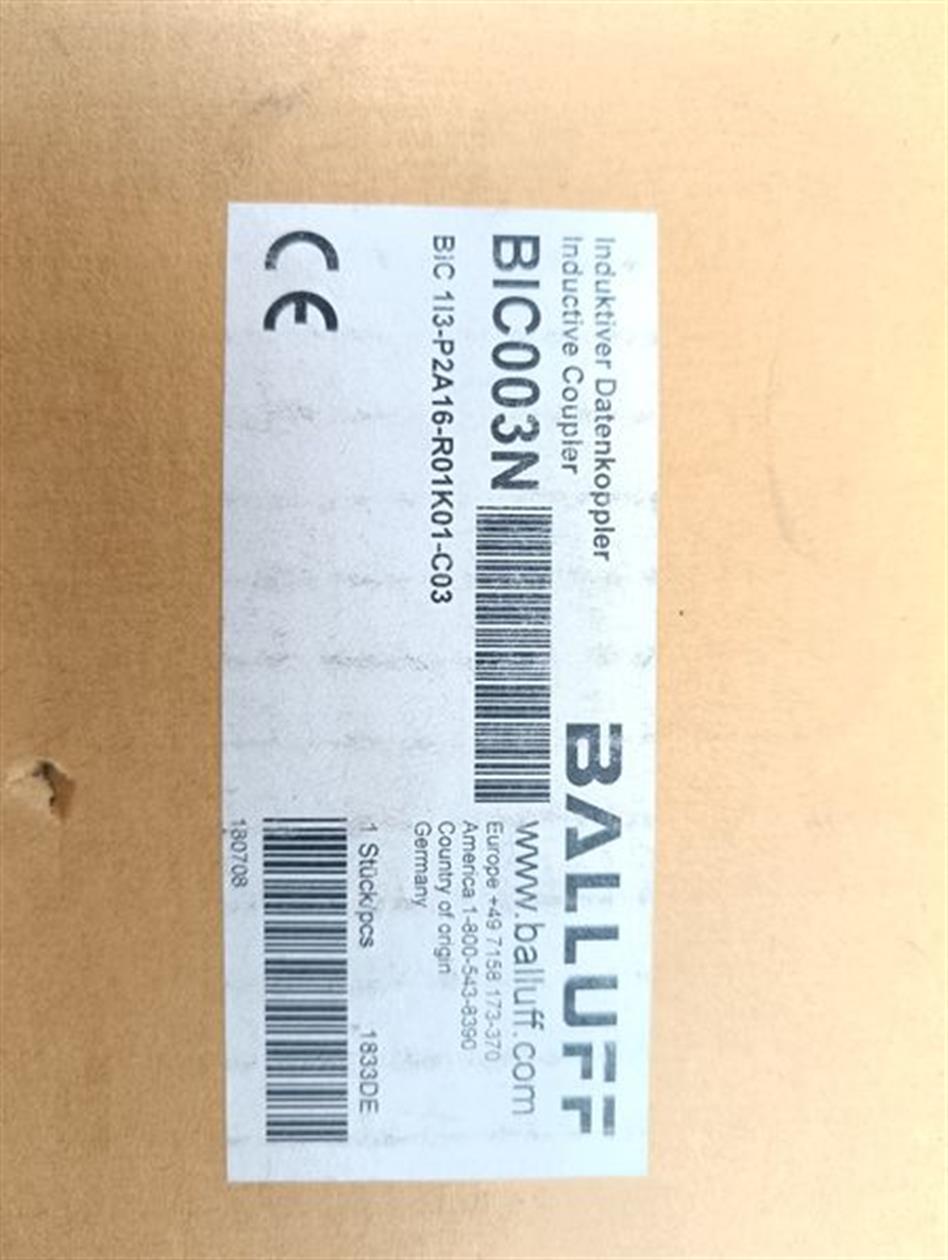 Induktiver Datenkoppler
Inductive Coupler
BALLUFF
BIC003N
www.balluff.com
BIC 1I3-P2A16-R01K01-C03
Europe +49 7158 173-370
America 1-800-543-8390
Country of origin
Germany
1 Stück/pcs 1833DE
CE
180708